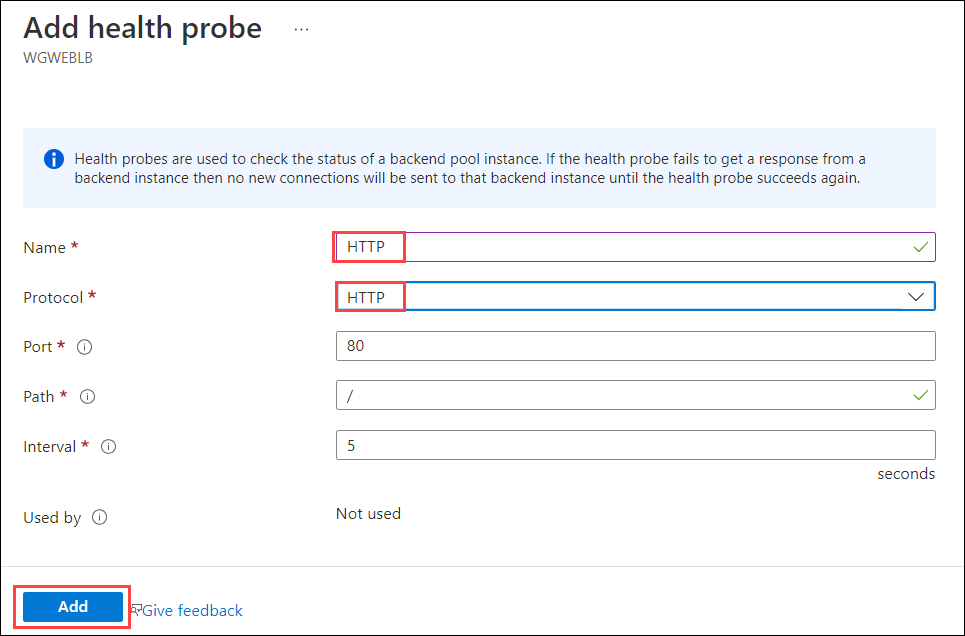 Add health probe ...
WGWEBLB
Health probes are used to check the status of a backend pool instance. If the health probe fails to get a response from a
backend instance then no new connections will be sent to that backend instance until the health probe succeeds again.
Name * HTTP
Protocol * HTTP
Port * 80
Path * /
Interval * 5
seconds
Used by Not used
Add Give feedback